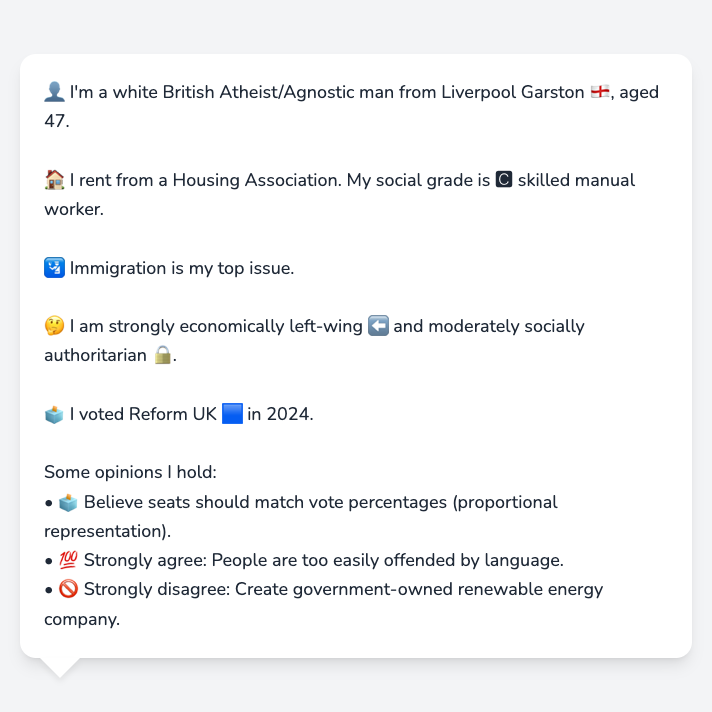 👤 I'm a white British Atheist/Agnostic man from Liverpool Garston 🏴󠁧󠁢󠁥󠁮󠁧󠁿, aged
47.
🏠 I rent from a Housing Association. My social grade is 🅲 skilled manual
worker.
🛂 Immigration is my top issue.
🤔 I am strongly economically left-wing ⬅️ and moderately socially
authoritarian 🔒.
🗳️ I voted Reform UK 🟦 in 2024.
Some opinions I hold:
• 🗳️ Believe seats should match vote percentages (proportional
representation).
• 💯 Strongly agree: People are too easily offended by language.
• 🚫 Strongly disagree: Create government-owned renewable energy
company.